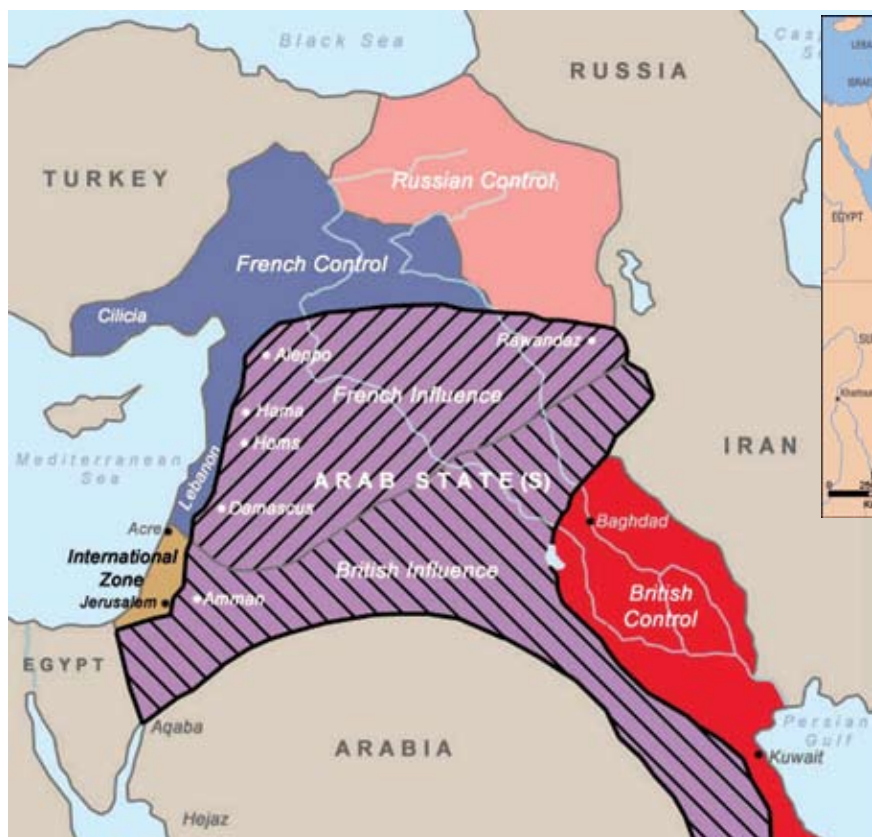 Black Sea
RUSSIA
TURKEY
Russian Control
French Control
Cilicia
Aleppo
Rawandaz
French Influence
Hama
Homs
Mediterranean
Sea
Lebanon
ARAB STATE(S)
IRAN
Damascus
Acre
Baghdad
International
Zone
British Influence
Jerusalem
Amman
British
Control
EGYPT
Aqaba
Persian
Gulf
ARABIA
Kuwait
Hejaz
EGYPT
0